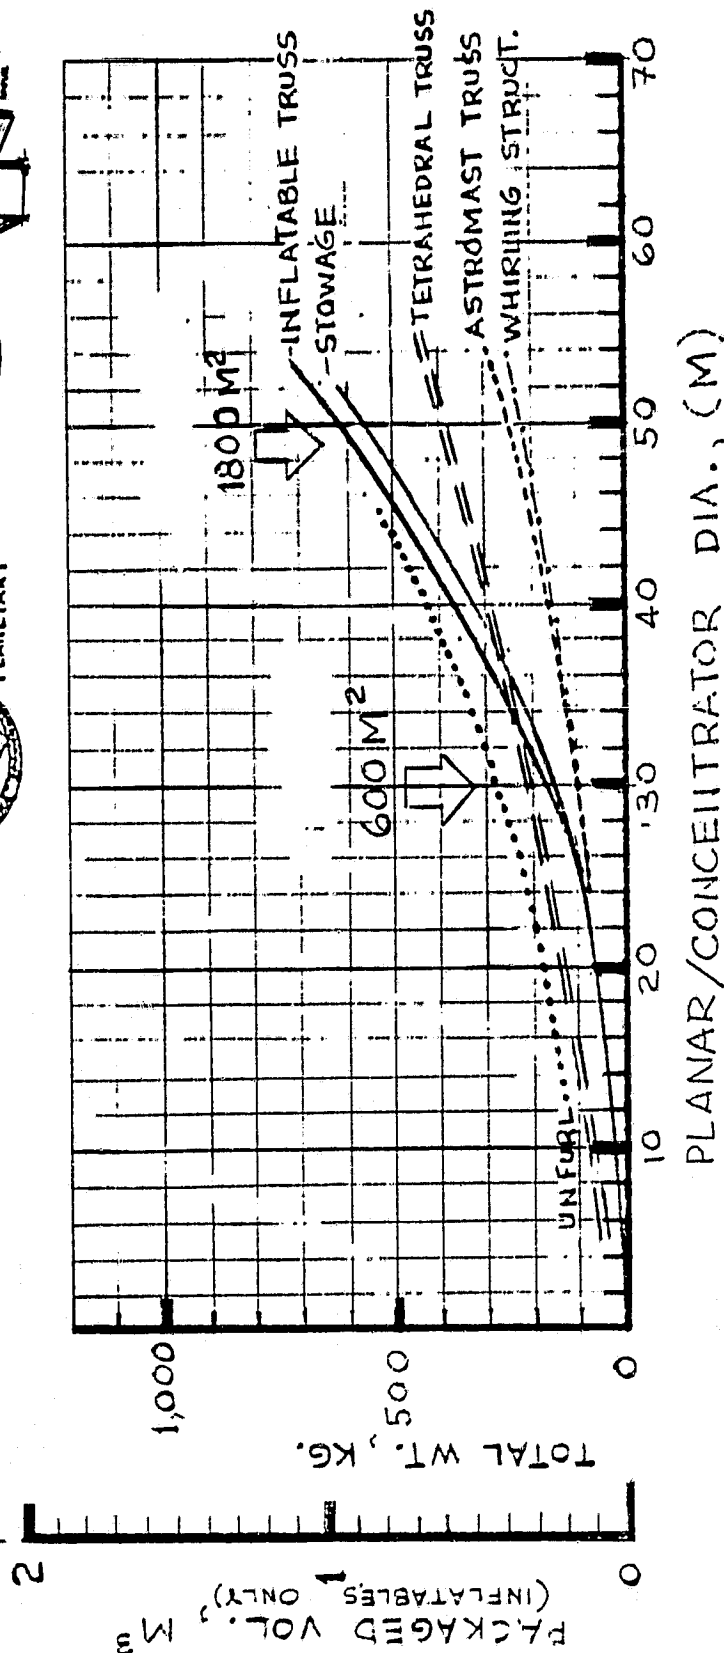 PLANETARY
INFLATABLE TRUSS
STOWAGE
TETRAHEDRAL TRUSS
ASTROMAST TRUSS
WHIRLING STRUCT.
1800 M²
600 M²
UNFURL.
1,000
500
0
TOTAL WT., KG.
2
1
0
PACKAGED VOL., M³
(INFLATABLES ONLY)
10
20
30
40
50
60
70
PLANAR/CONCENTRATOR DIA., (M)